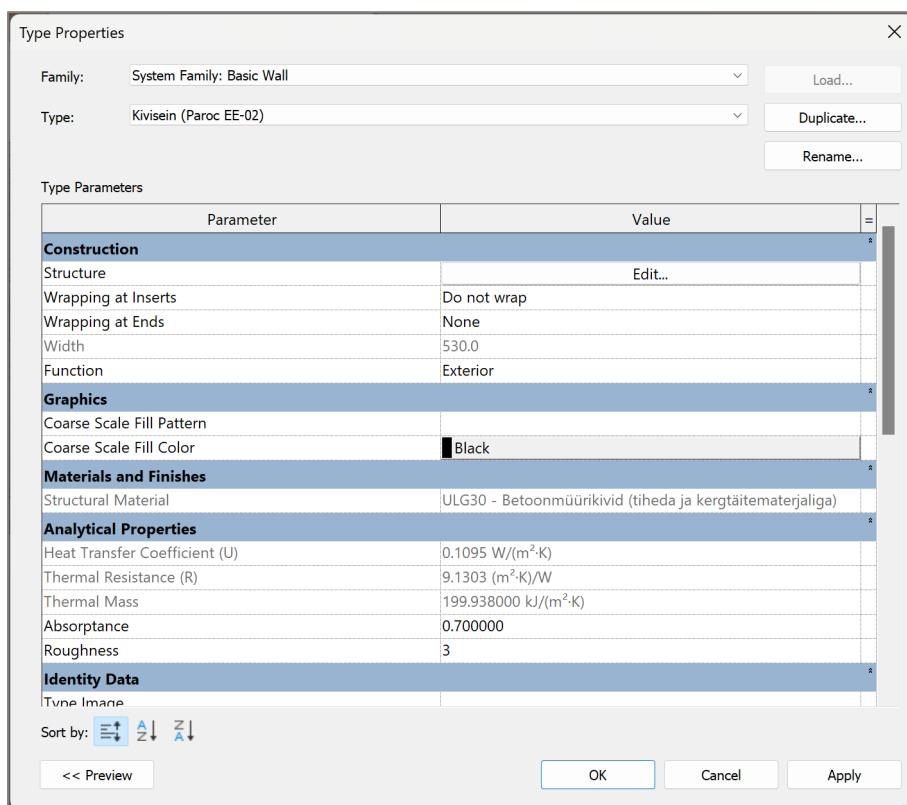 Type Properties
Family: System Family: Basic Wall Load...
Type: Kivisein (Paroc EE-02) Duplicate...
Rename...
Type Parameters
Parameter Value =
Construction
Structure Edit...
Wrapping at Inserts Do not wrap
Wrapping at Ends None
Width 530.0
Function Exterior
Graphics
Coarse Scale Fill Pattern
Coarse Scale Fill Color Black
Materials and Finishes
Structural Material ULG30 - Betoonmüürikivid (tiheda ja kergtäitematerjaliga)
Analytical Properties
Heat Transfer Coefficient (U) 0.1095 W/(m²·K)
Thermal Resistance (R) 9.1303 (m²·K)/W
Thermal Mass 199.938000 kJ/(m²·K)
Absorptance 0.700000
Roughness 3
Identity Data
Type Image
Sort by:
<< Preview OK Cancel Apply